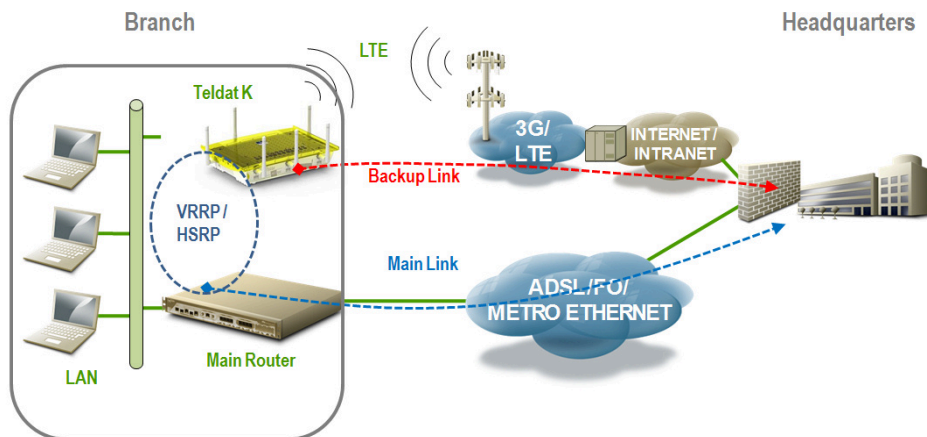 Branch
Headquarters
LTE
Teldat K
3G/
LTE
INTERNET /
INTRANET
Backup Link
VRRP /
HSRP
Main Link
ADSL/FO/
METRO ETHERNET
Main Router
LAN